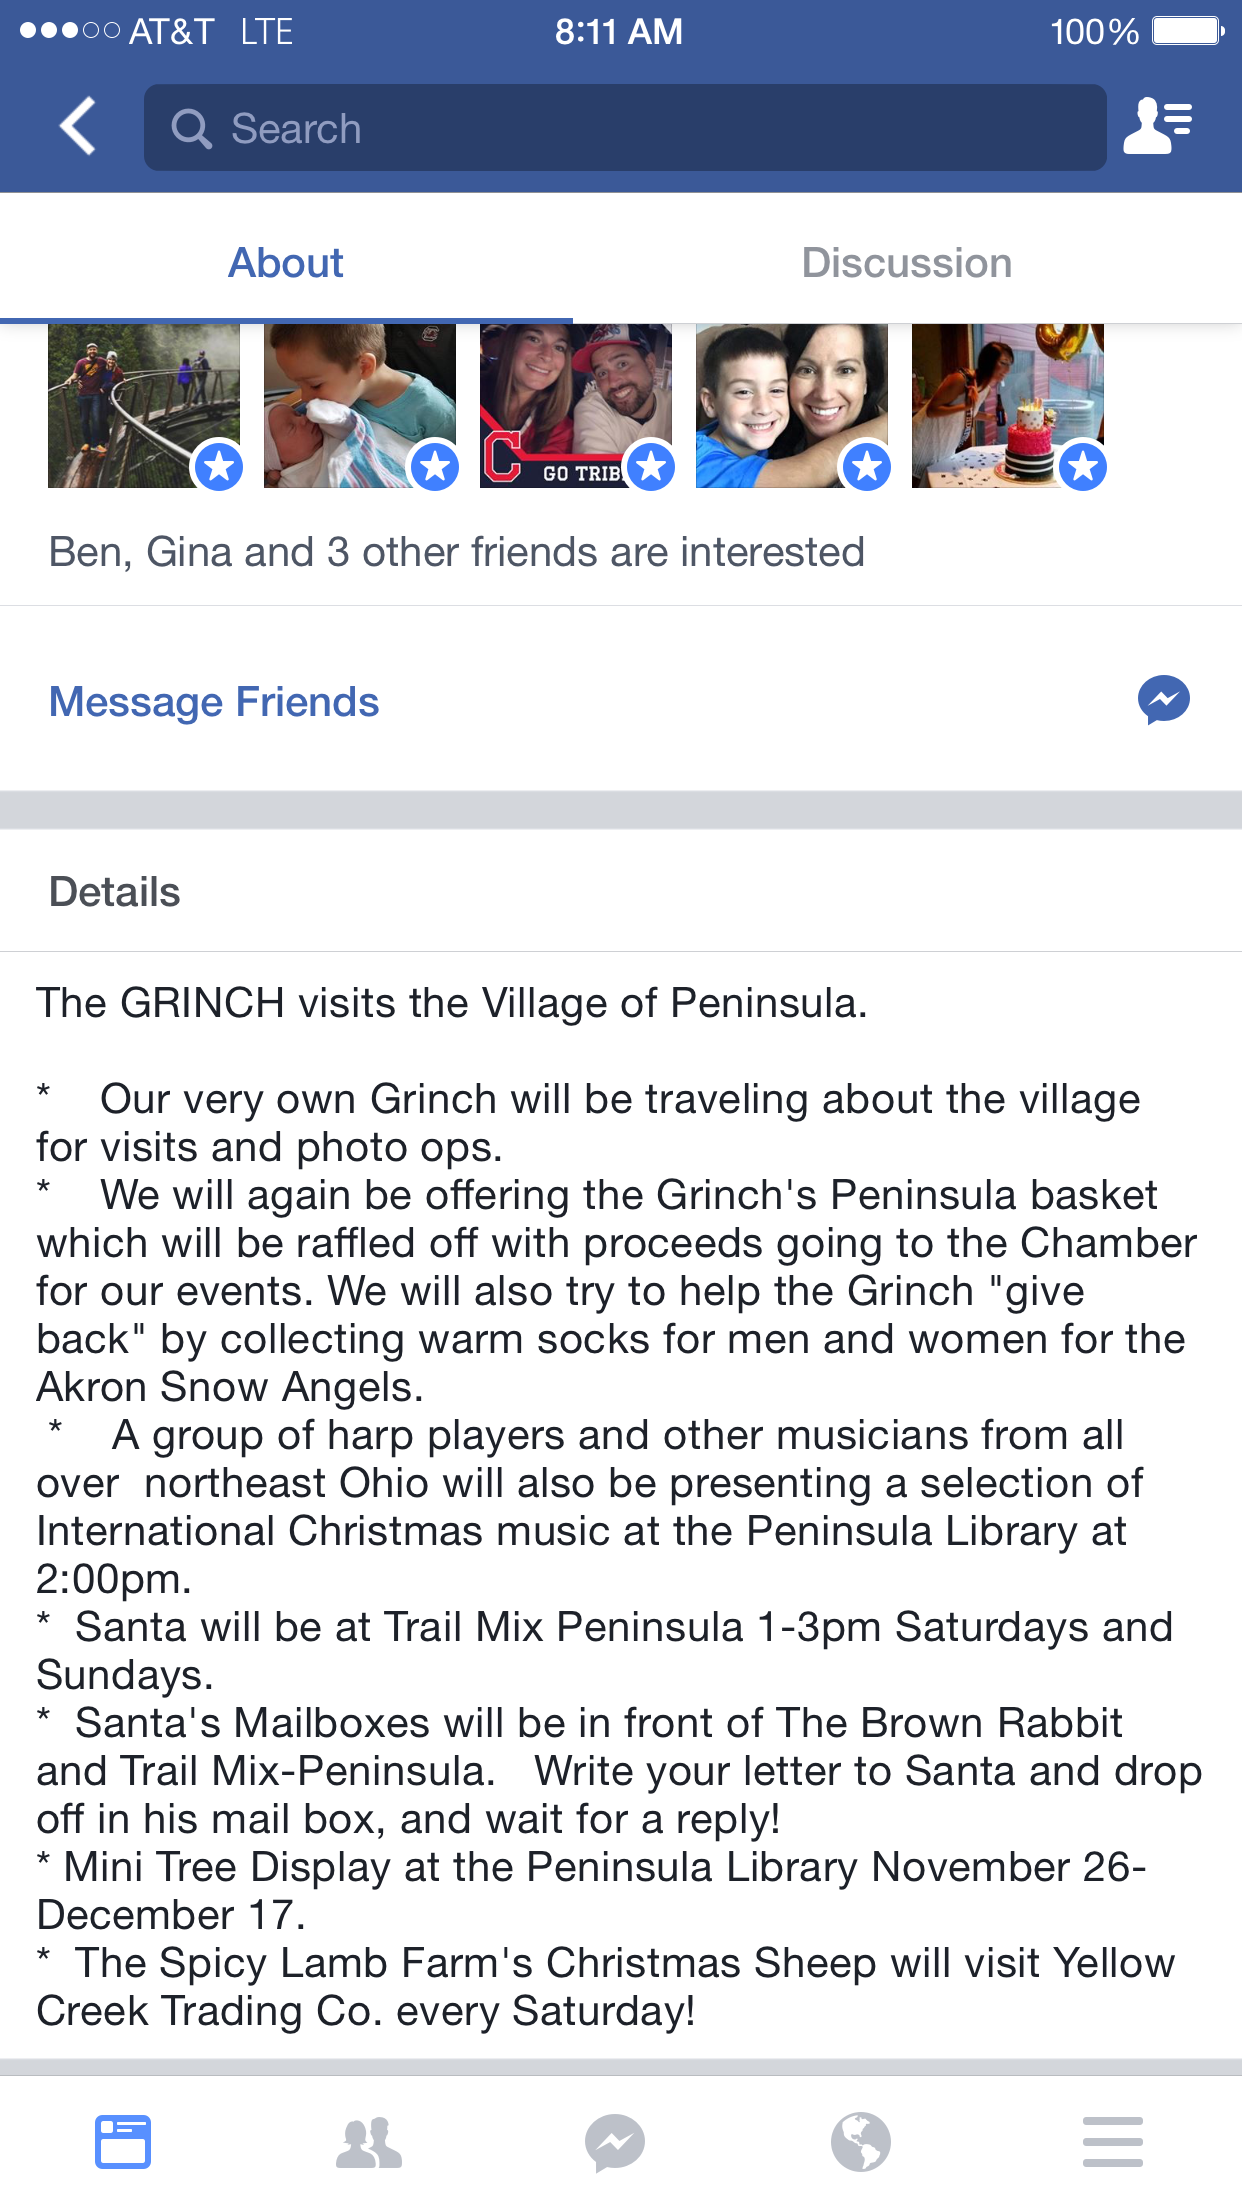 AT&T LTE 8:11 AM 100%
Search
About Discussion
C GO TRIB
Ben, Gina and 3 other friends are interested
Message Friends
Details
The GRINCH visits the Village of Peninsula.
*    Our very own Grinch will be traveling about the village
for visits and photo ops.
*    We will again be offering the Grinch's Peninsula basket
which will be raffled off with proceeds going to the Chamber
for our events. We will also try to help the Grinch "give
back" by collecting warm socks for men and women for the
Akron Snow Angels.
 *    A group of harp players and other musicians from all
over  northeast Ohio will also be presenting a selection of
International Christmas music at the Peninsula Library at
2:00pm.
*  Santa will be at Trail Mix Peninsula 1-3pm Saturdays and
Sundays.
*  Santa's Mailboxes will be in front of The Brown Rabbit
and Trail Mix-Peninsula.   Write your letter to Santa and drop
off in his mail box, and wait for a reply!
* Mini Tree Display at the Peninsula Library November 26-
December 17.
*  The Spicy Lamb Farm's Christmas Sheep will visit Yellow
Creek Trading Co. every Saturday!